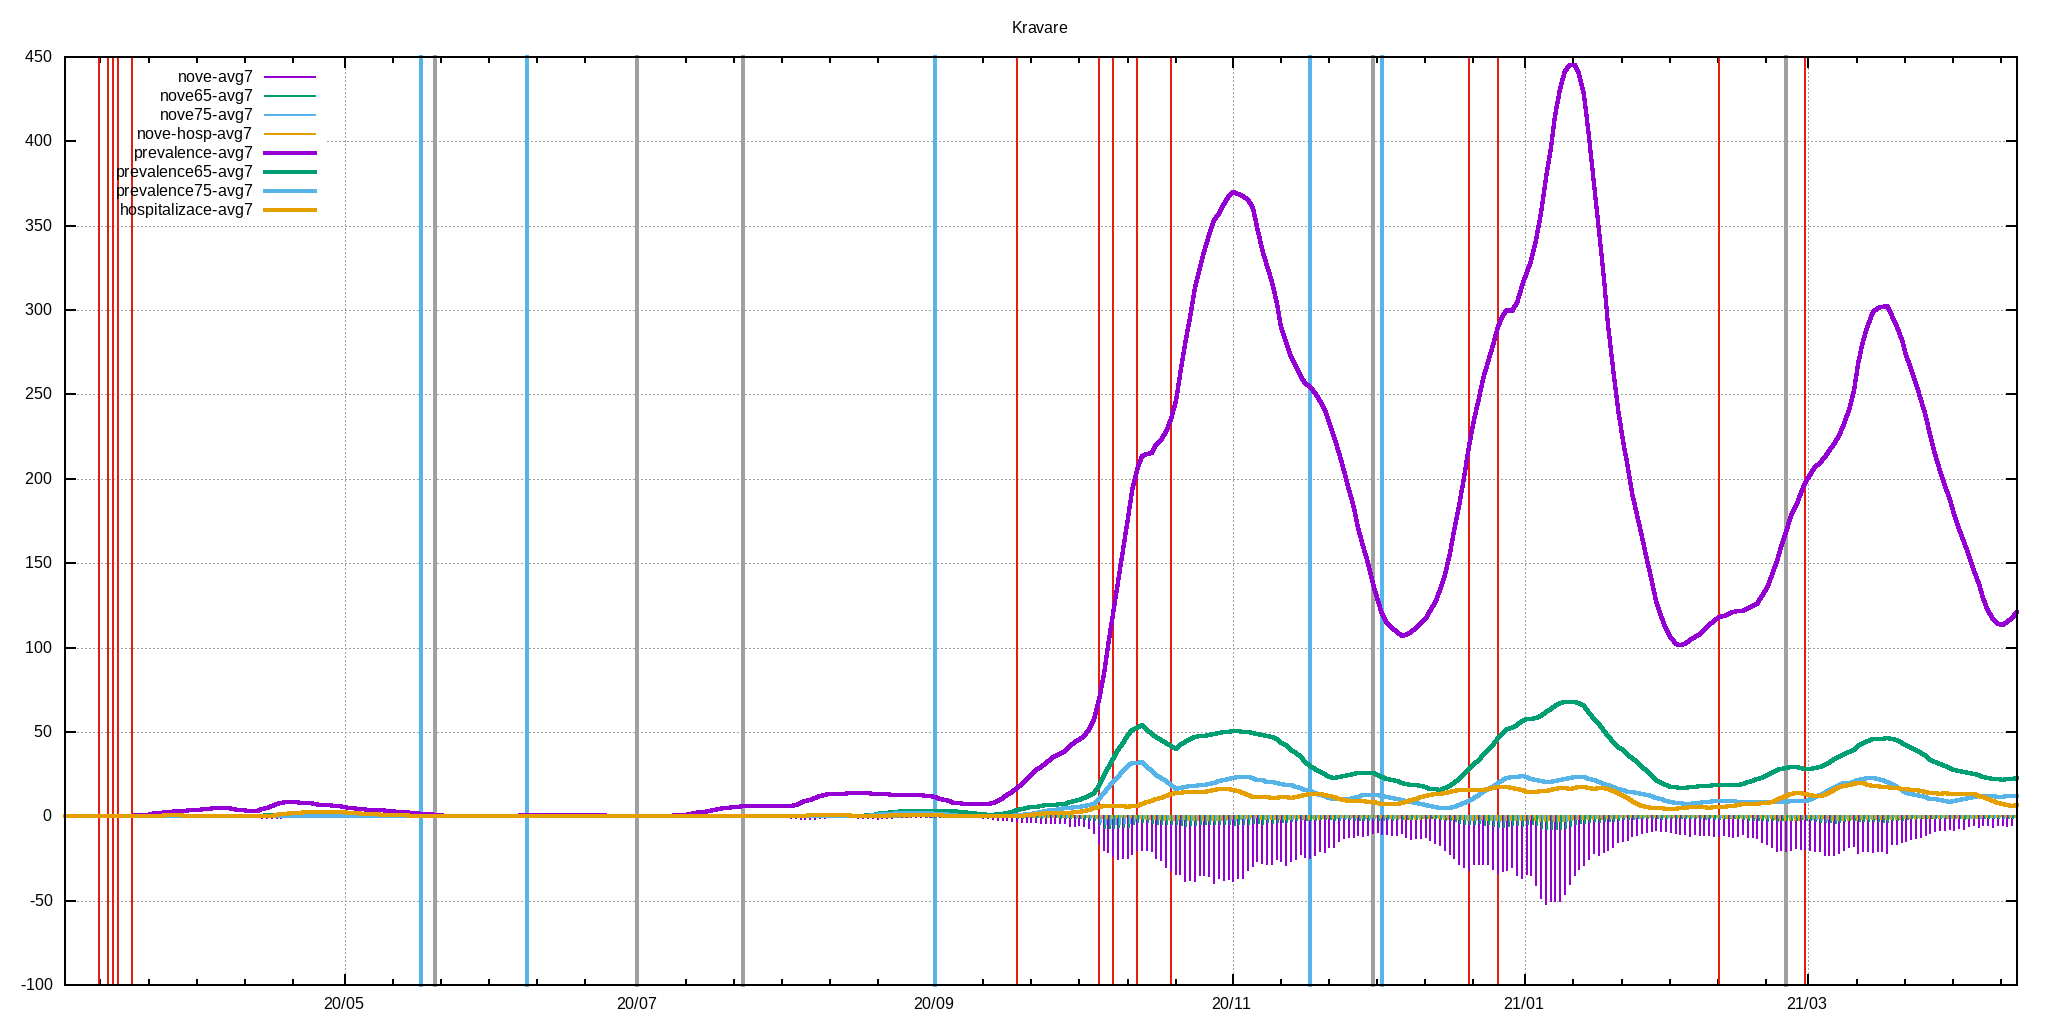 Kravare
450
400
350
300
250
200
150
100
50
0
-50
-100
nove-avg7
nove65-avg7
nove75-avg7
nove-hosp-avg7
prevalence-avg7
prevalence65-avg7
prevalence75-avg7
hospitalizace-avg7
20/05 20/07 20/09 20/11 21/01 21/03